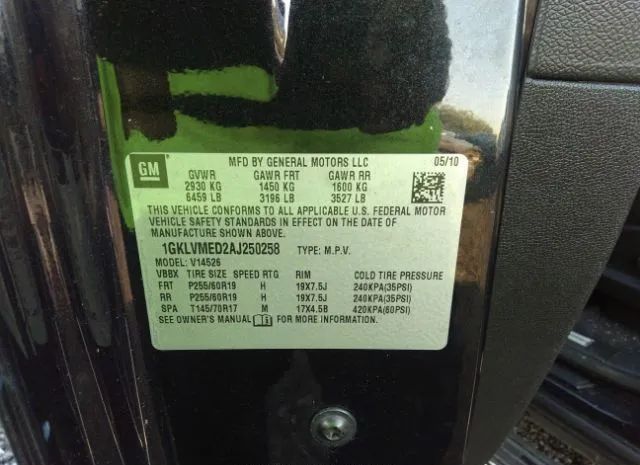 GM
MFD BY GENERAL MOTORS LLC 05/10
GVWR GAWR FRT GAWR RR
2930 KG 1450 KG 1600 KG
6459 LB 3196 LB 3527 LB
THIS VEHICLE CONFORMS TO ALL APPLICABLE U.S. FEDERAL MOTOR
VEHICLE SAFETY STANDARDS IN EFFECT ON THE DATE OF
MANUFACTURE SHOWN ABOVE.
1GKLVMED2AJ250258 TYPE: M.P.V.
MODEL: V14526
VBBX TIRE SIZE SPEED RTG RIM COLD TIRE PRESSURE
FRT P255/60R19 H 19X7.5J 240KPA(35PSI)
RR P255/60R19 H 19X7.5J 240KPA(35PSI)
SPA T145/70R17 M 17X4.5B 420KPA(60PSI)
SEE OWNER'S MANUAL FOR MORE INFORMATION.